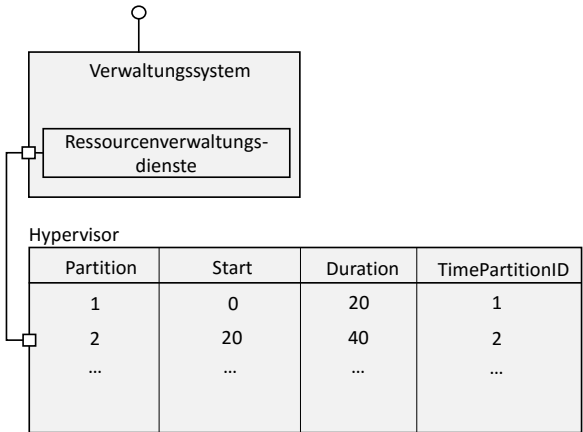 Verwaltungssystem
Ressourcenverwaltungs-
dienste
Hypervisor
Partition Start Duration TimePartitionID
1 0 20 1
2 20 40 2
... ... ... ...